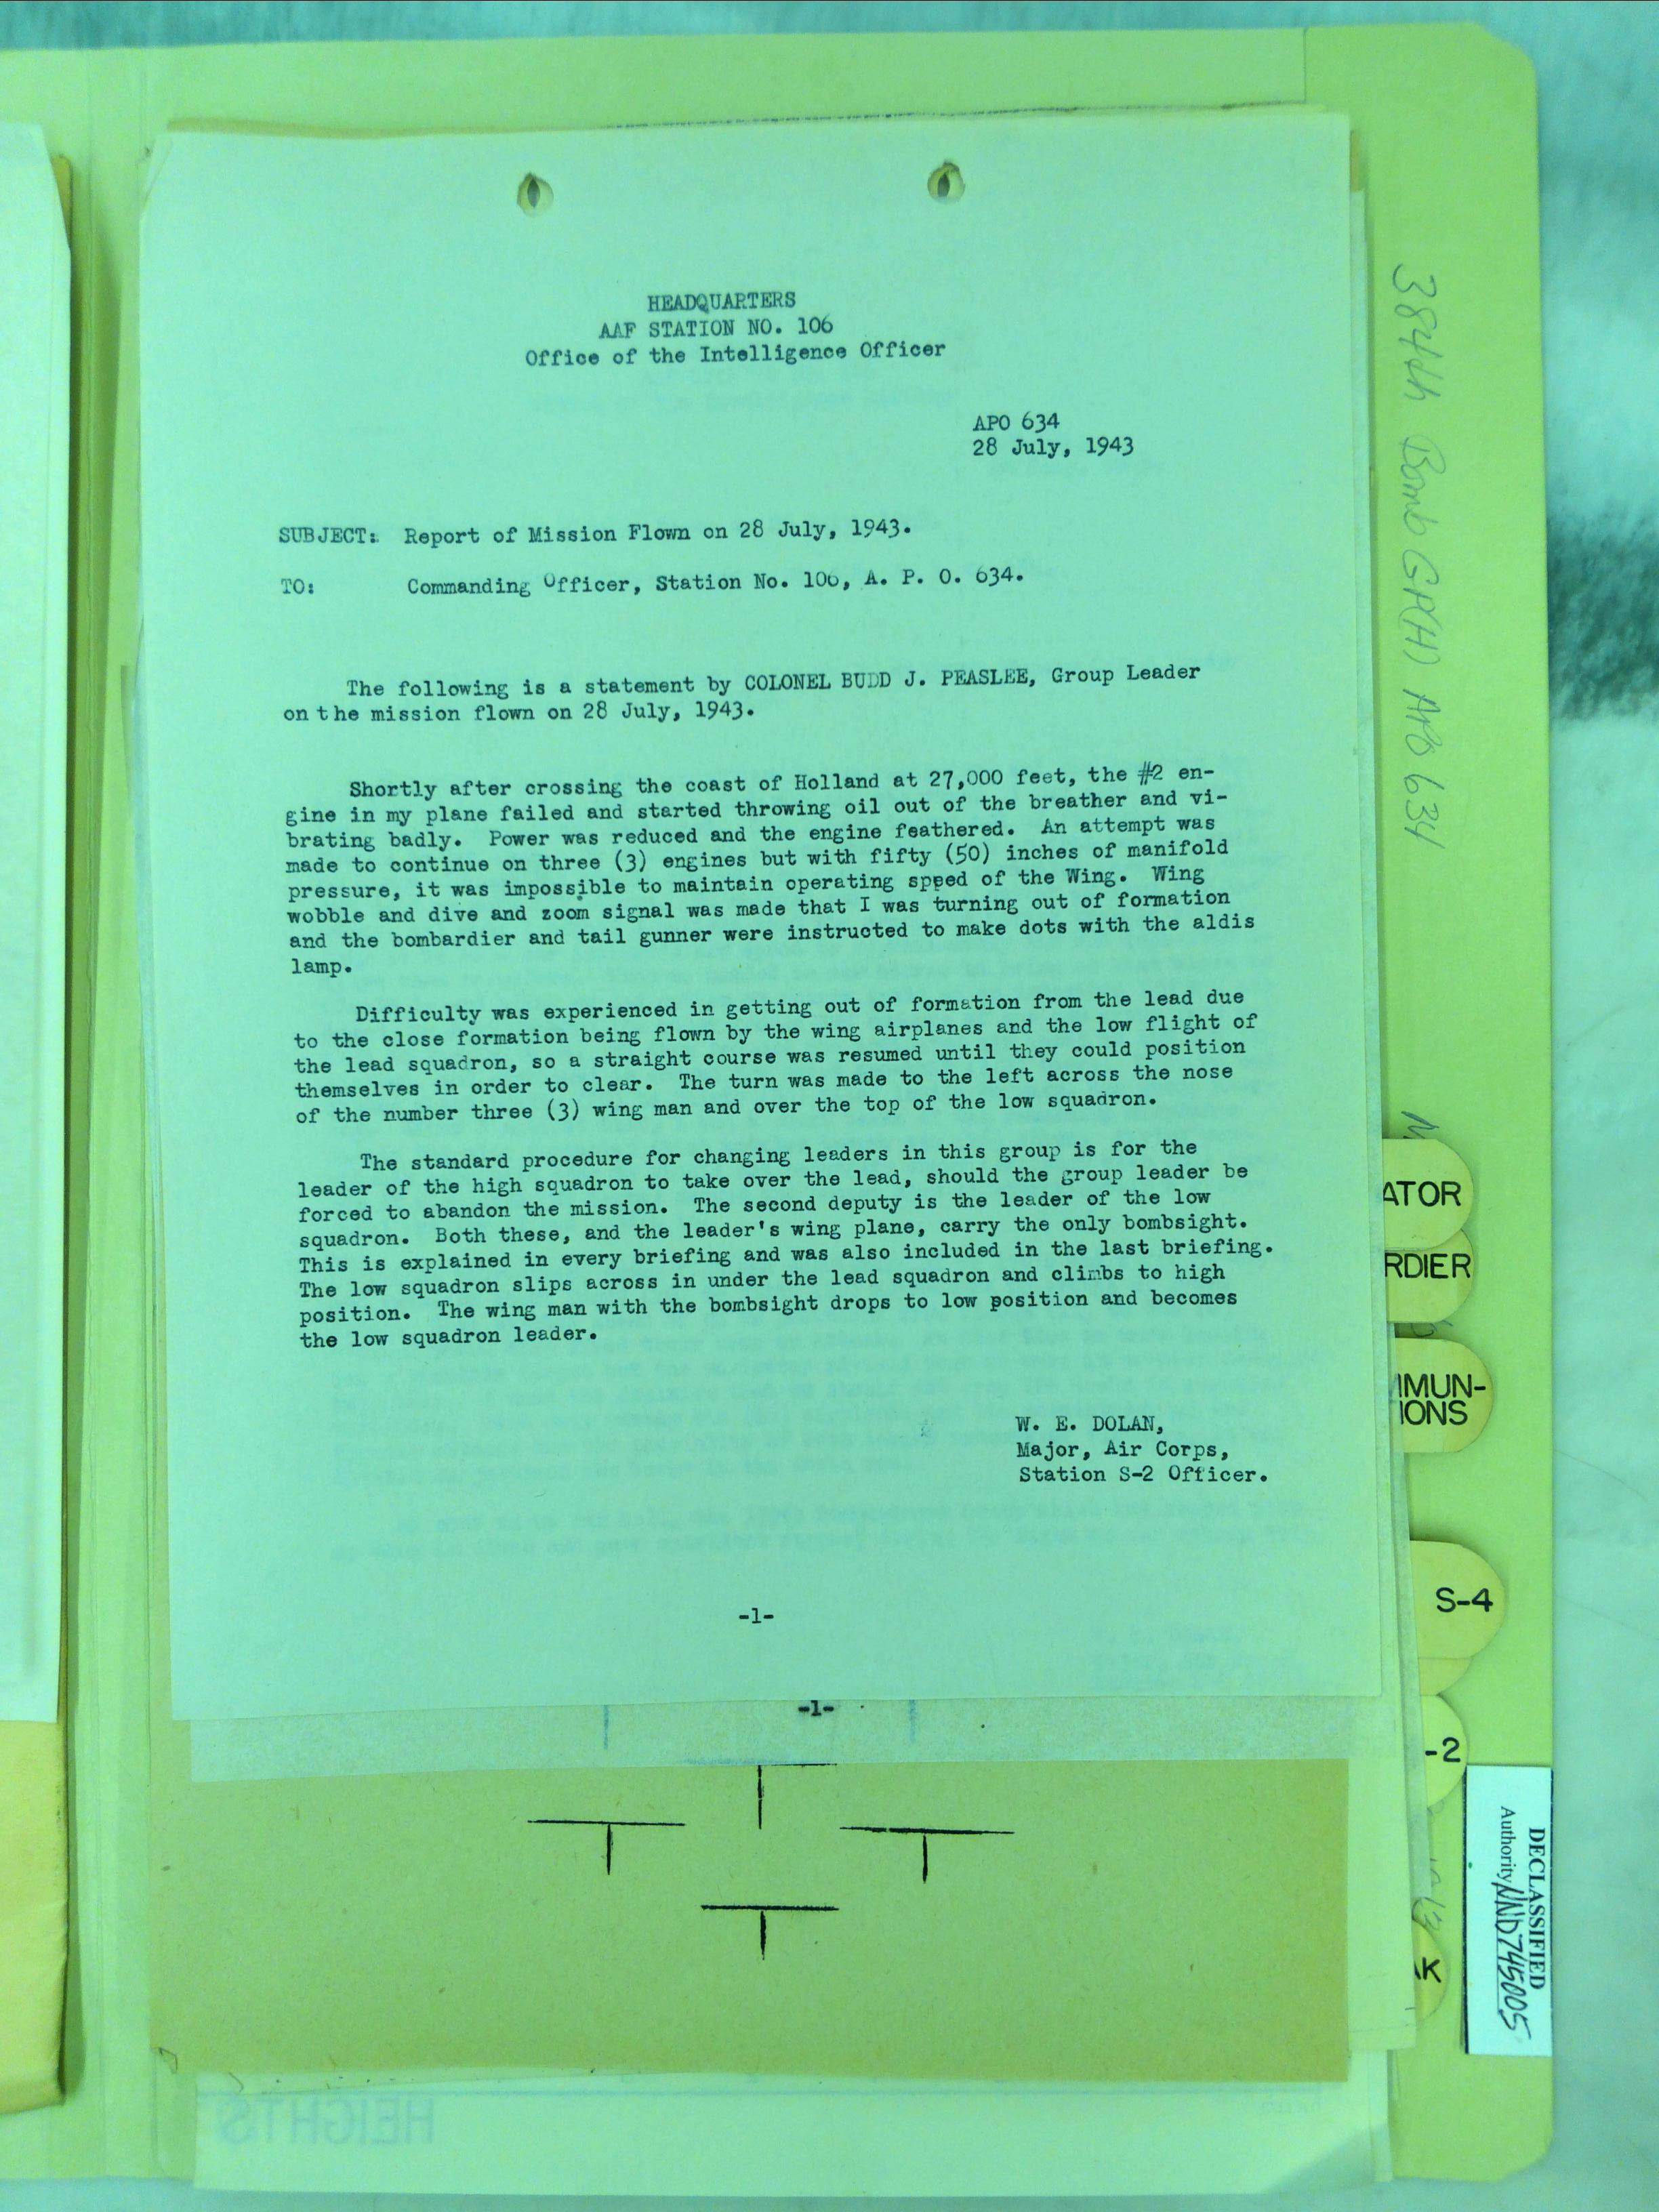 HEADQUARTERS
AAF STATION NO. 106
Office of the Intelligence Officer
APO 634
28 July, 1943
SUBJECT: Report of Mission Flown on 28 July, 1943.
TO: Commanding Officer, Station No. 106, A. P. O. 634.
The following is a statement by COLONEL BUDD J. PEASLEE, Group Leader
on the mission flown on 28 July, 1943.
Shortly after crossing the coast of Holland at 27,000 feet, the #2 en-
gine in my plane failed and started throwing oil out of the breather and vi-
brating badly. Power was reduced and the engine feathered. An attempt was
made to continue on three (3) engines but with fifty (50) inches of manifold
pressure, it was impossible to maintain operating speed of the Wing. Wing
wobble and dive and zoom signal was made that I was turning out of formation
and the bombardier and tail gunner were instructed to make dots with the aldis
lamp.
Difficulty was experienced in getting out of formation from the lead due
to the close formation being flown by the wing airplanes and the low flight of
the lead squadron, so a straight course was resumed until they could position
themselves in order to clear. The turn was made to the left across the nose
of the number three (3) wing man and over the top of the low squadron.
The standard procedure for changing leaders in this group is for the
leader of the high squadron to take over the lead, should the group leader be
forced to abandon the mission. The second deputy is the leader of the low
squadron. Both these, and the leader's wing plane, carry the only bombsight.
This is explained in every briefing and was also included in the last briefing.
The low squadron slips across in under the lead squadron and climbs to high
position. The wing man with the bombsight drops to low position and becomes
the low squadron leader.
W. E. DOLAN,
Major, Air Corps,
Station S-2 Officer.
-1-
-1-
384th Bomb GP(H) APO 634
ATOR
RDIER
MUN-
IONS
S-4
-2
K
DECLASSIFIED
Authority NND745005
HEIGHTS